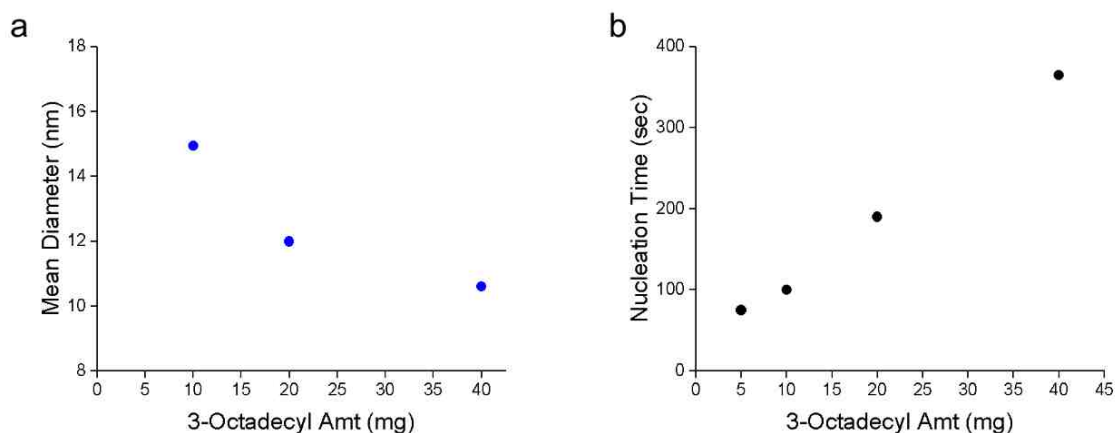 a
18
16
14
12
10
8
Mean Diameter (nm)
0 5 10 15 20 25 30 35 40
3-Octadecyl Amt (mg)
b
400
300
200
100
0
Nucleation Time (sec)
0 5 10 15 20 25 30 35 40 45
3-Octadecyl Amt (mg)